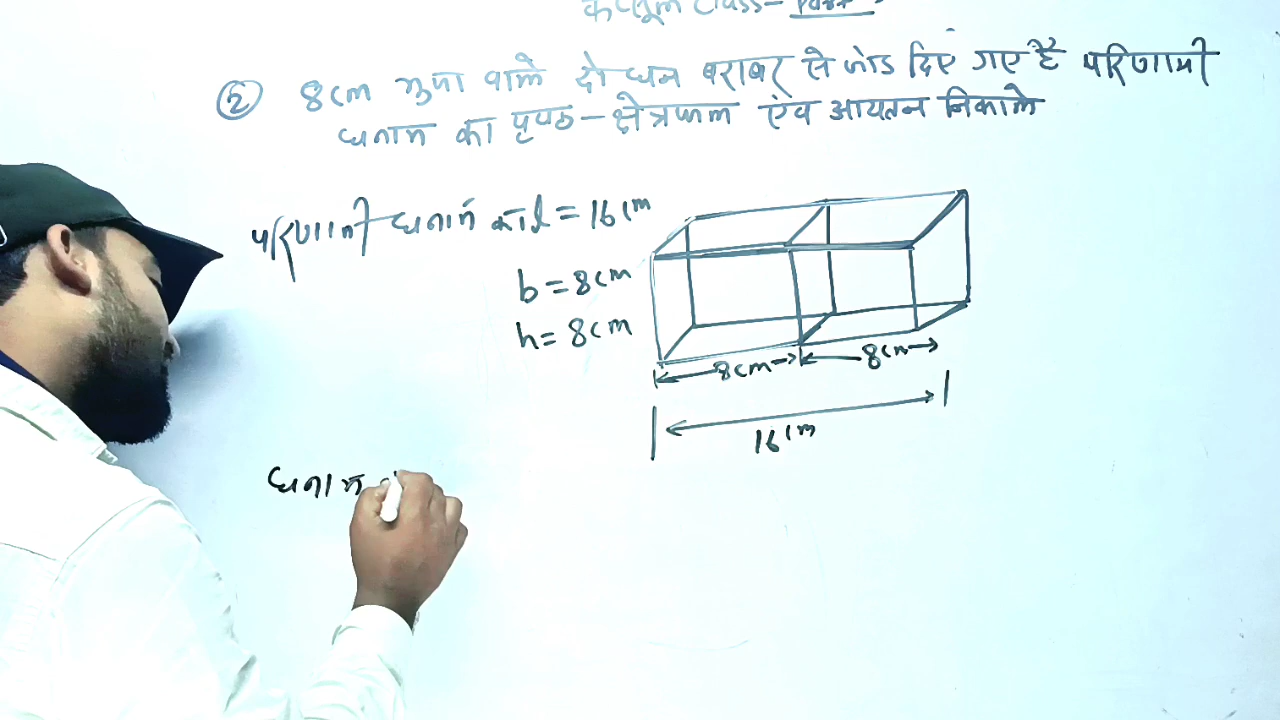 class-
② 8cm भुजा वाले दो घन बराबर से जोड दिए गए है परिणामी
घनाभ का पृष्ठ-क्षेत्रफल एंव आयतन निकाले
परिणामी घनाभ का l = 16cm
b = 8cm
h = 8cm
8cm 8cm
16cm
घनाभ